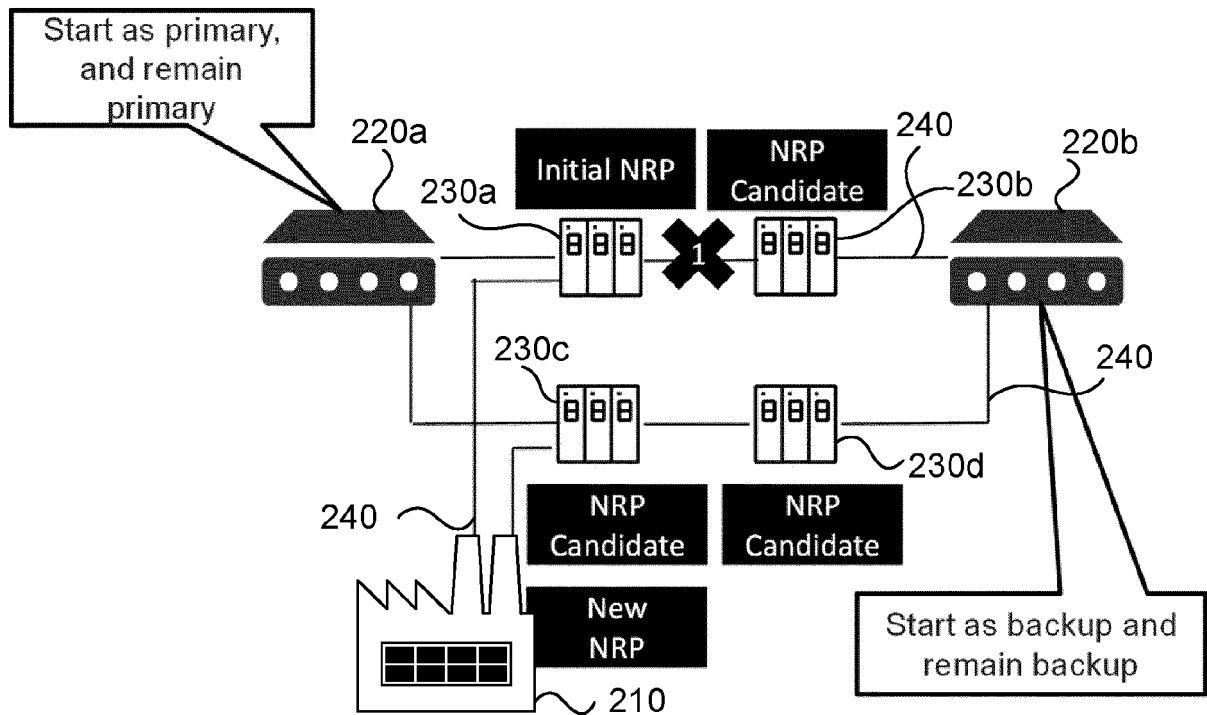 Start as primary,
and remain
primary
220a
230a
Initial NRP
NRP
Candidate
240
230b
220b
1
230c
240
230d
240
NRP
Candidate
NRP
Candidate
New
NRP
Start as backup and
remain backup
210